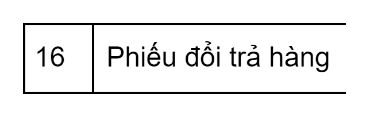 16 Phiếu đổi trả hàng